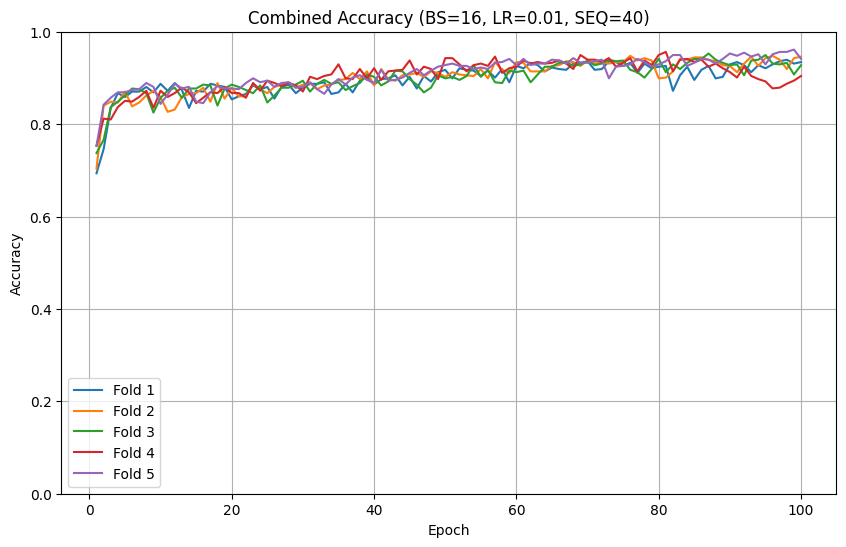 Combined Accuracy (BS=16, LR=0.01, SEQ=40)
1.0
0.8
0.6
0.4
0.2
0.0
Accuracy
Fold 1
Fold 2
Fold 3
Fold 4
Fold 5
0 20 40 60 80 100
Epoch